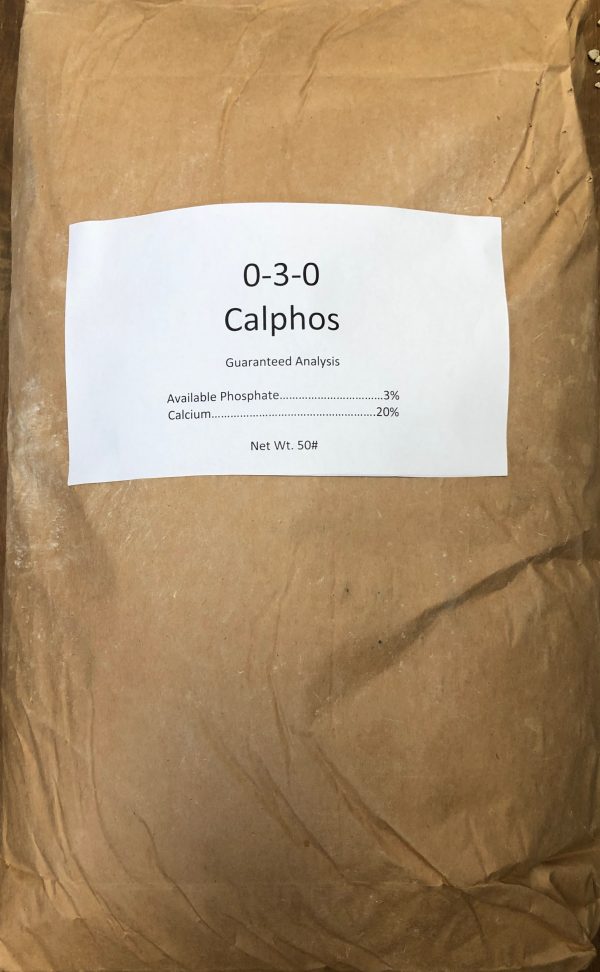 0-3-0
Calphos
Guaranteed Analysis
Available Phosphate.................................3%
Calcium.....................................................20%
Net Wt. 50#